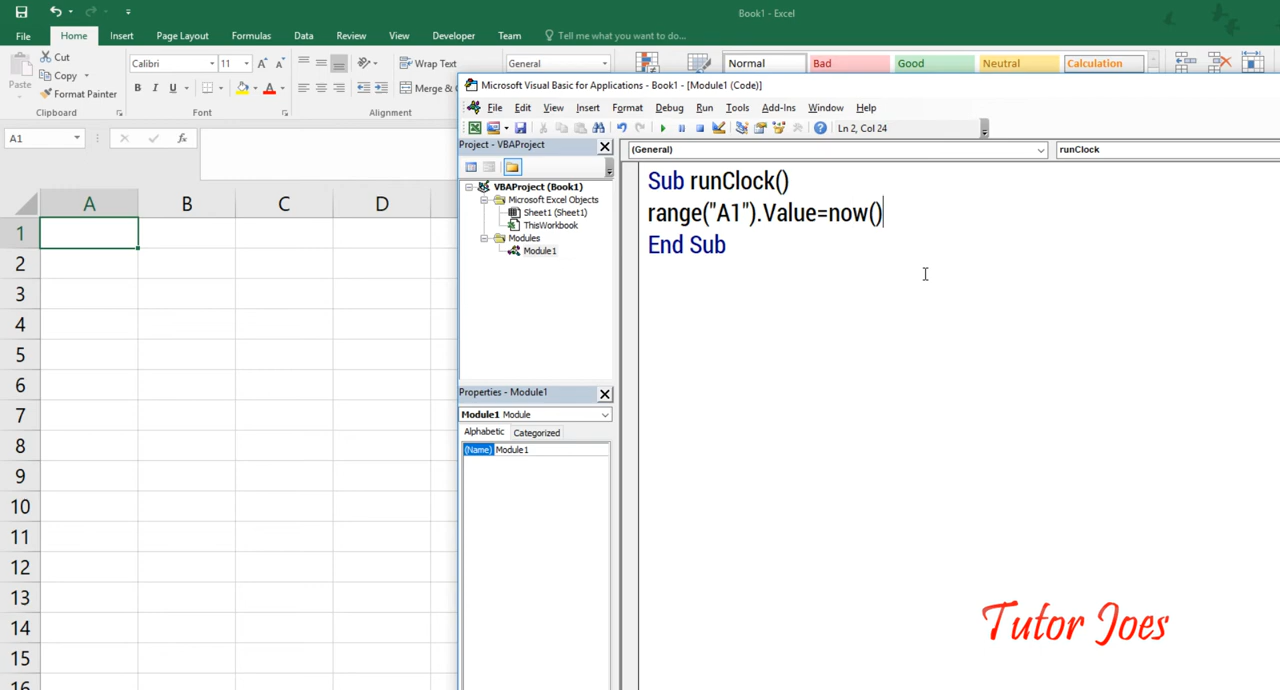 Book1 - Excel
File Home Insert Page Layout Formulas Data Review View Developer Team Tell me what you want to do...
Paste
Cut
Copy
Format Painter
Clipboard
Calibri 11
B I U
Font
Wrap Text
Merge &
Alignment
General
Normal Bad Good Neutral Calculation
A1
fx
A B C D
1
2
3
4
5
6
7
8
9
10
11
12
13
14
15
16
Microsoft Visual Basic for Applications - Book1 - [Module1 (Code)]
File Edit View Insert Format Debug Run Tools Add-Ins Window Help
Ln 2, Col 24
Project - VBAProject
VBAProject (Book1)
Microsoft Excel Objects
Sheet1 (Sheet1)
ThisWorkbook
Modules
Module1
Properties - Module1
Module1 Module
Alphabetic Categorized
(Name) Module1
(General) runClock
Sub runClock()
range("A1").Value=now()
End Sub
Tutor Joes